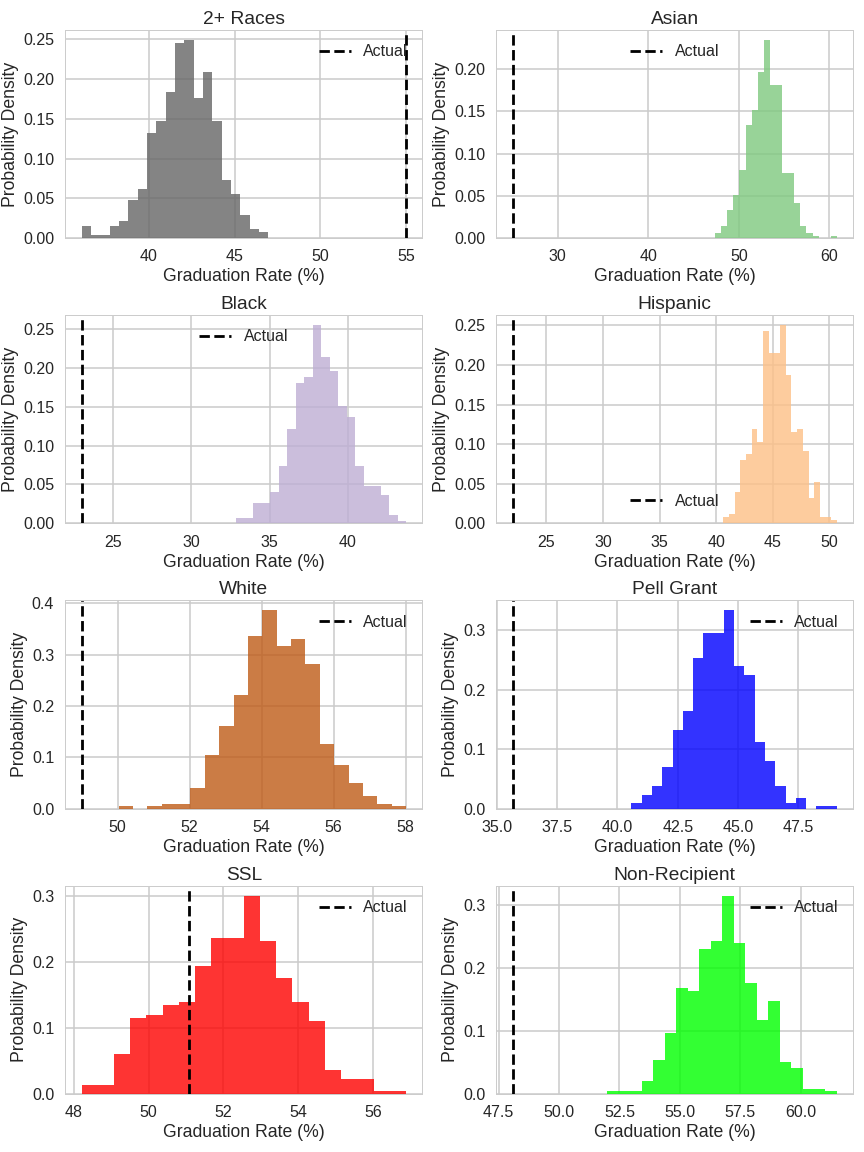 2+ Races
Actual
0.25
0.20
0.15
0.10
0.05
0.00
Probability Density
40 45 50 55
Graduation Rate (%)
Asian
Actual
0.20
0.15
0.10
0.05
0.00
Probability Density
30 40 50 60
Graduation Rate (%)
Black
Actual
0.25
0.20
0.15
0.10
0.05
0.00
Probability Density
25 30 35 40
Graduation Rate (%)
Hispanic
0.25
0.20
0.15
0.10
0.05
0.00
Actual
Probability Density
25 30 35 40 45 50
Graduation Rate (%)
White
Actual
0.4
0.3
0.2
0.1
0.0
Probability Density
50 52 54 56 58
Graduation Rate (%)
Pell Grant
Actual
0.3
0.2
0.1
0.0
Probability Density
35.0 37.5 40.0 42.5 45.0 47.5
Graduation Rate (%)
SSL
Actual
0.3
0.2
0.1
0.0
Probability Density
48 50 52 54 56
Graduation Rate (%)
Non-Recipient
Actual
0.3
0.2
0.1
0.0
Probability Density
47.5 50.0 52.5 55.0 57.5 60.0
Graduation Rate (%)